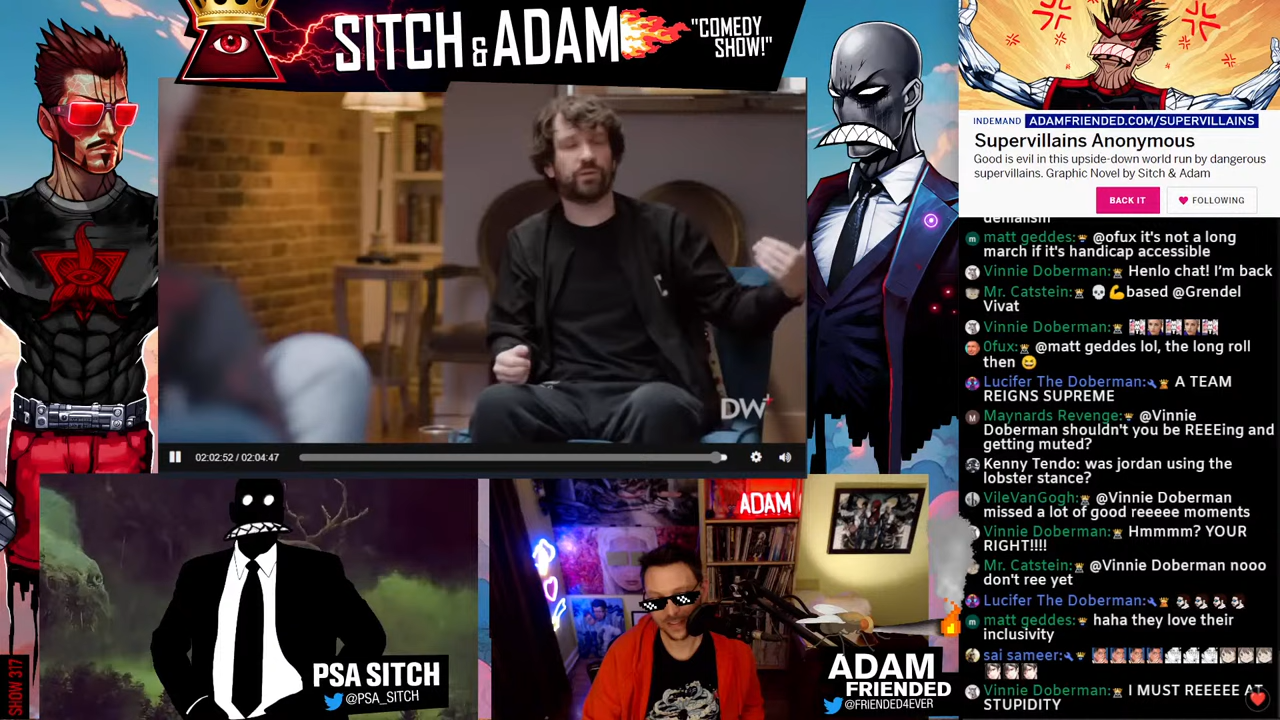 SITCH & ADAM
"COMEDY
SHOW!"
DW+
02:02:52 / 02:04:47
ADAM
PSA SITCH
@PSA_SITCH
ADAM
FRIENDED
@FRIENDED4EVER
SHOW 317
INDEMAND ADAMFRIENDED.COM/SUPERVILLAINS
Supervillains Anonymous
Good is evil in this upside-down world run by dangerous
supervillains. Graphic Novel by Sitch & Adam
BACK IT
FOLLOWING
denialism
matt geddes: @ofux it's not a long
march if it's handicap accessible
Vinnie Doberman: Henlo chat! I'm back
Mr. Catstein: 💀💪based @Grendel
Vivat
Vinnie Doberman:
0fux: @matt geddes lol, the long roll
then 😄
Lucifer The Doberman: A TEAM
REIGNS SUPREME
Maynards Revenge: @Vinnie
Doberman shouldn't you be REEEing and
getting muted?
Kenny Tendo: was jordan using the
lobster stance?
VileVanGogh: @Vinnie Doberman
missed a lot of good reeeee moments
Vinnie Doberman: Hmmmm? YOUR
RIGHT!!!!
Mr. Catstein: @Vinnie Doberman nooo
don't ree yet
Lucifer The Doberman:
matt geddes: haha they love their
inclusivity
sai sameer:
Vinnie Doberman: I MUST REEEEE AT
STUPIDITY